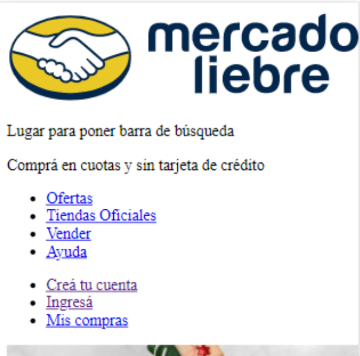 mercado
liebre
Lugar para poner barra de búsqueda
Comprá en cuotas y sin tarjeta de crédito
Ofertas
Tiendas Oficiales
Vender
Ayuda
Creá tu cuenta
Ingresá
Mis compras